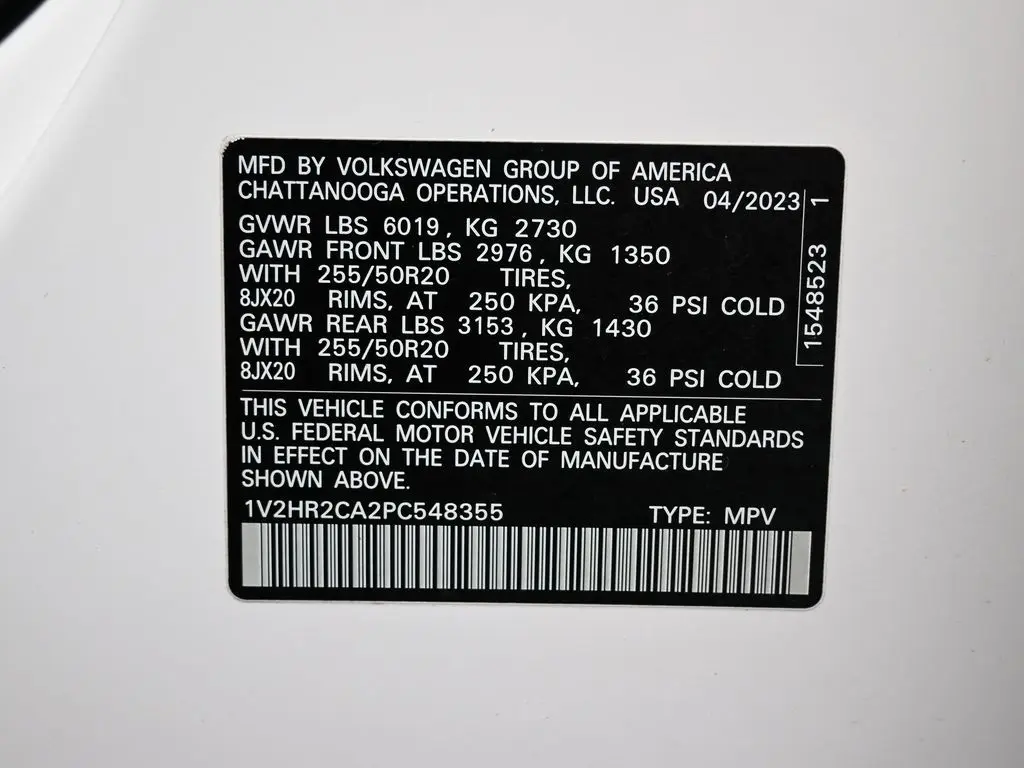 MFD BY VOLKSWAGEN GROUP OF AMERICA
CHATTANOOGA OPERATIONS, LLC. USA 04/2023
GVWR LBS 6019, KG 2730
GAWR FRONT LBS 2976, KG 1350
WITH 255/50R20 TIRES,
8JX20 RIMS, AT 250 KPA, 36 PSI COLD
GAWR REAR LBS 3153, KG 1430
WITH 255/50R20 TIRES,
8JX20 RIMS, AT 250 KPA, 36 PSI COLD
1548523 1
THIS VEHICLE CONFORMS TO ALL APPLICABLE
U.S. FEDERAL MOTOR VEHICLE SAFETY STANDARDS
IN EFFECT ON THE DATE OF MANUFACTURE
SHOWN ABOVE.
1V2HR2CA2PC548355 TYPE: MPV